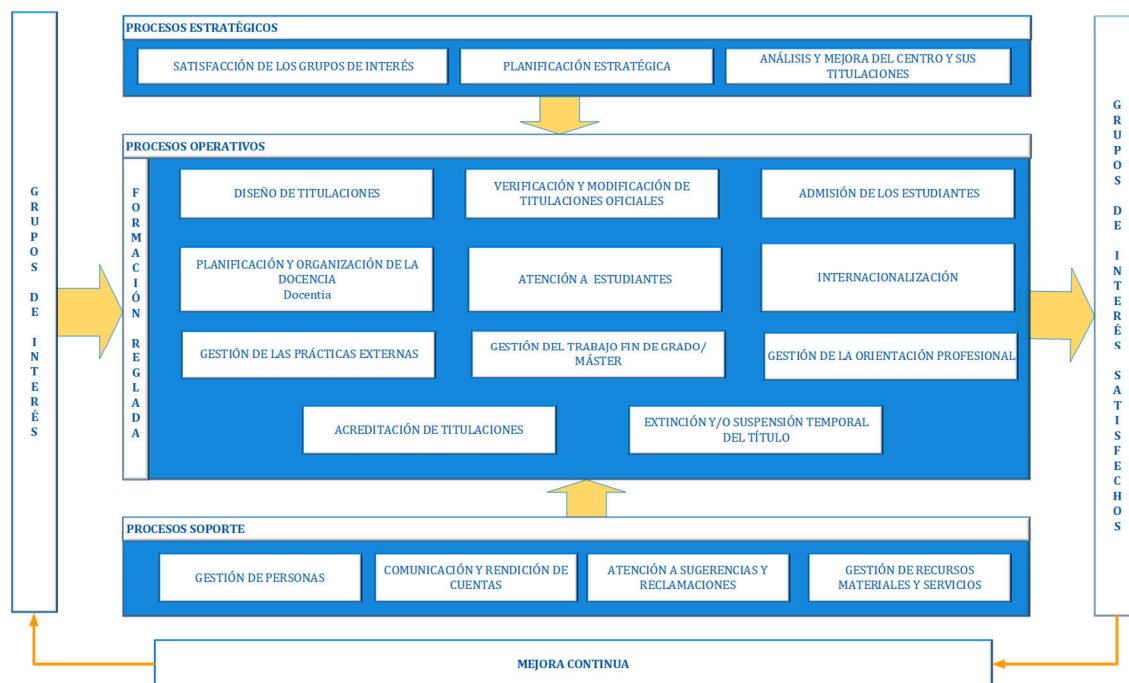 PROCESOS ESTRATÉGICOS
SATISFACCIÓN DE LOS GRUPOS DE INTERÉS
PLANIFICACIÓN ESTRATÉGICA
ANÁLISIS Y MEJORA DEL CENTRO Y SUS
TITULACIONES
GRUPOS DE INTERÉS
PROCESOS OPERATIVOS
FORMACIÓN REGLADA
DISEÑO DE TITULACIONES
VERIFICACIÓN Y MODIFICACIÓN DE
TITULACIONES OFICIALES
ADMISIÓN DE LOS ESTUDIANTES
PLANIFICACIÓN Y ORGANIZACIÓN DE LA
DOCENCIA
Docentia
ATENCIÓN A ESTUDIANTES
INTERNACIONALIZACIÓN
GESTIÓN DE LAS PRÁCTICAS EXTERNAS
GESTIÓN DEL TRABAJO FIN DE GRADO/
MÁSTER
GESTIÓN DE LA ORIENTACIÓN PROFESIONAL
ACREDITACIÓN DE TITULACIONES
EXTINCIÓN Y/O SUSPENSIÓN TEMPORAL
DEL TÍTULO
GRUPOS DE INTERÉS SATISFECHOS
PROCESOS SOPORTE
GESTIÓN DE PERSONAS
COMUNICACIÓN Y RENDICIÓN DE
CUENTAS
ATENCIÓN A SUGERENCIAS Y
RECLAMACIONES
GESTIÓN DE RECURSOS
MATERIALES Y SERVICIOS
MEJORA CONTINUA